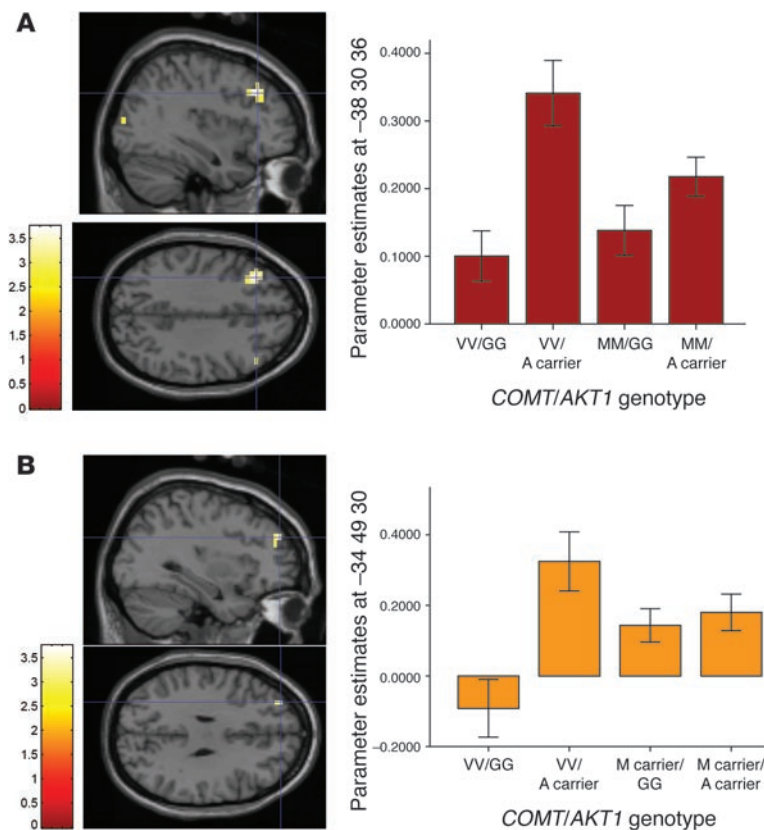 A
3.5
3
2.5
2
1.5
1
0.5
0
Parameter estimates at –38 30 36
0.4000
0.3000
0.2000
0.1000
0.0000
VV/GG
VV/
A carrier
MM/GG
MM/
A carrier
COMT/AKT1 genotype
B
3.5
3
2.5
2
1.5
1
0.5
0
Parameter estimates at –34 49 30
0.4000
0.2000
0.0000
–0.2000
VV/GG
VV/
A carrier
M carrier/
GG
M carrier/
A carrier
COMT/AKT1 genotype